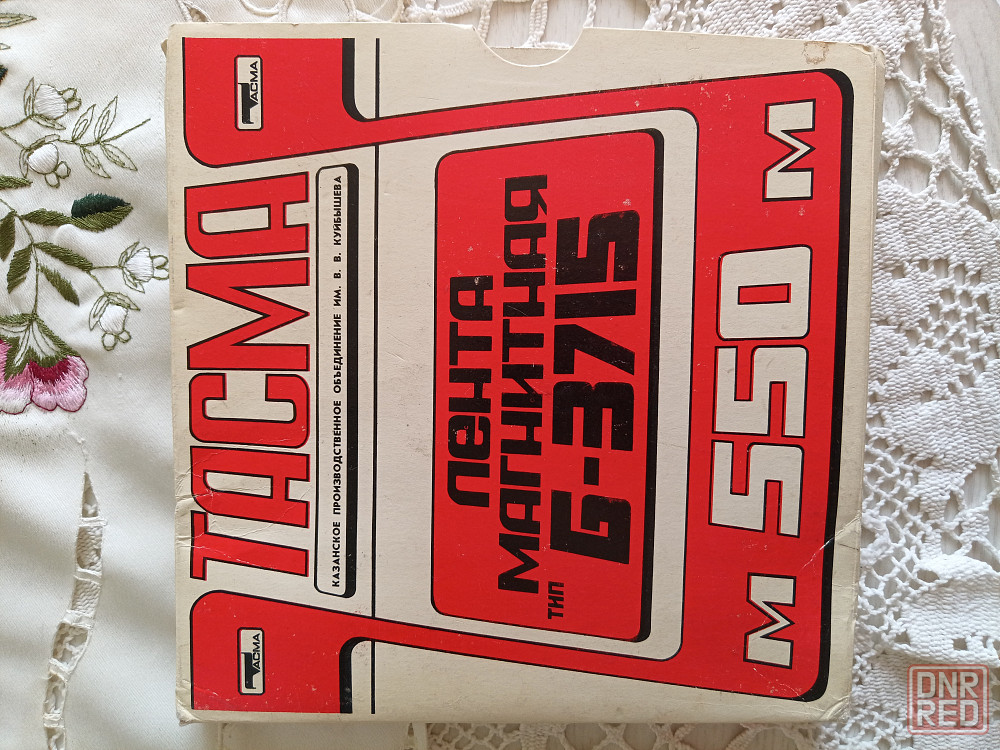 ТАСМА ТАСМА
ТАСМА
КАЗАНСКОЕ ПРОИЗВОДСТВЕННОЕ ОБЪЕДИНЕНИЕ ИМ. В. В. КУЙБЫШЕВА
ЛЕНТА
МАГНИТНАЯ
ТИП Б-3715
М 550 М
DNR
RED